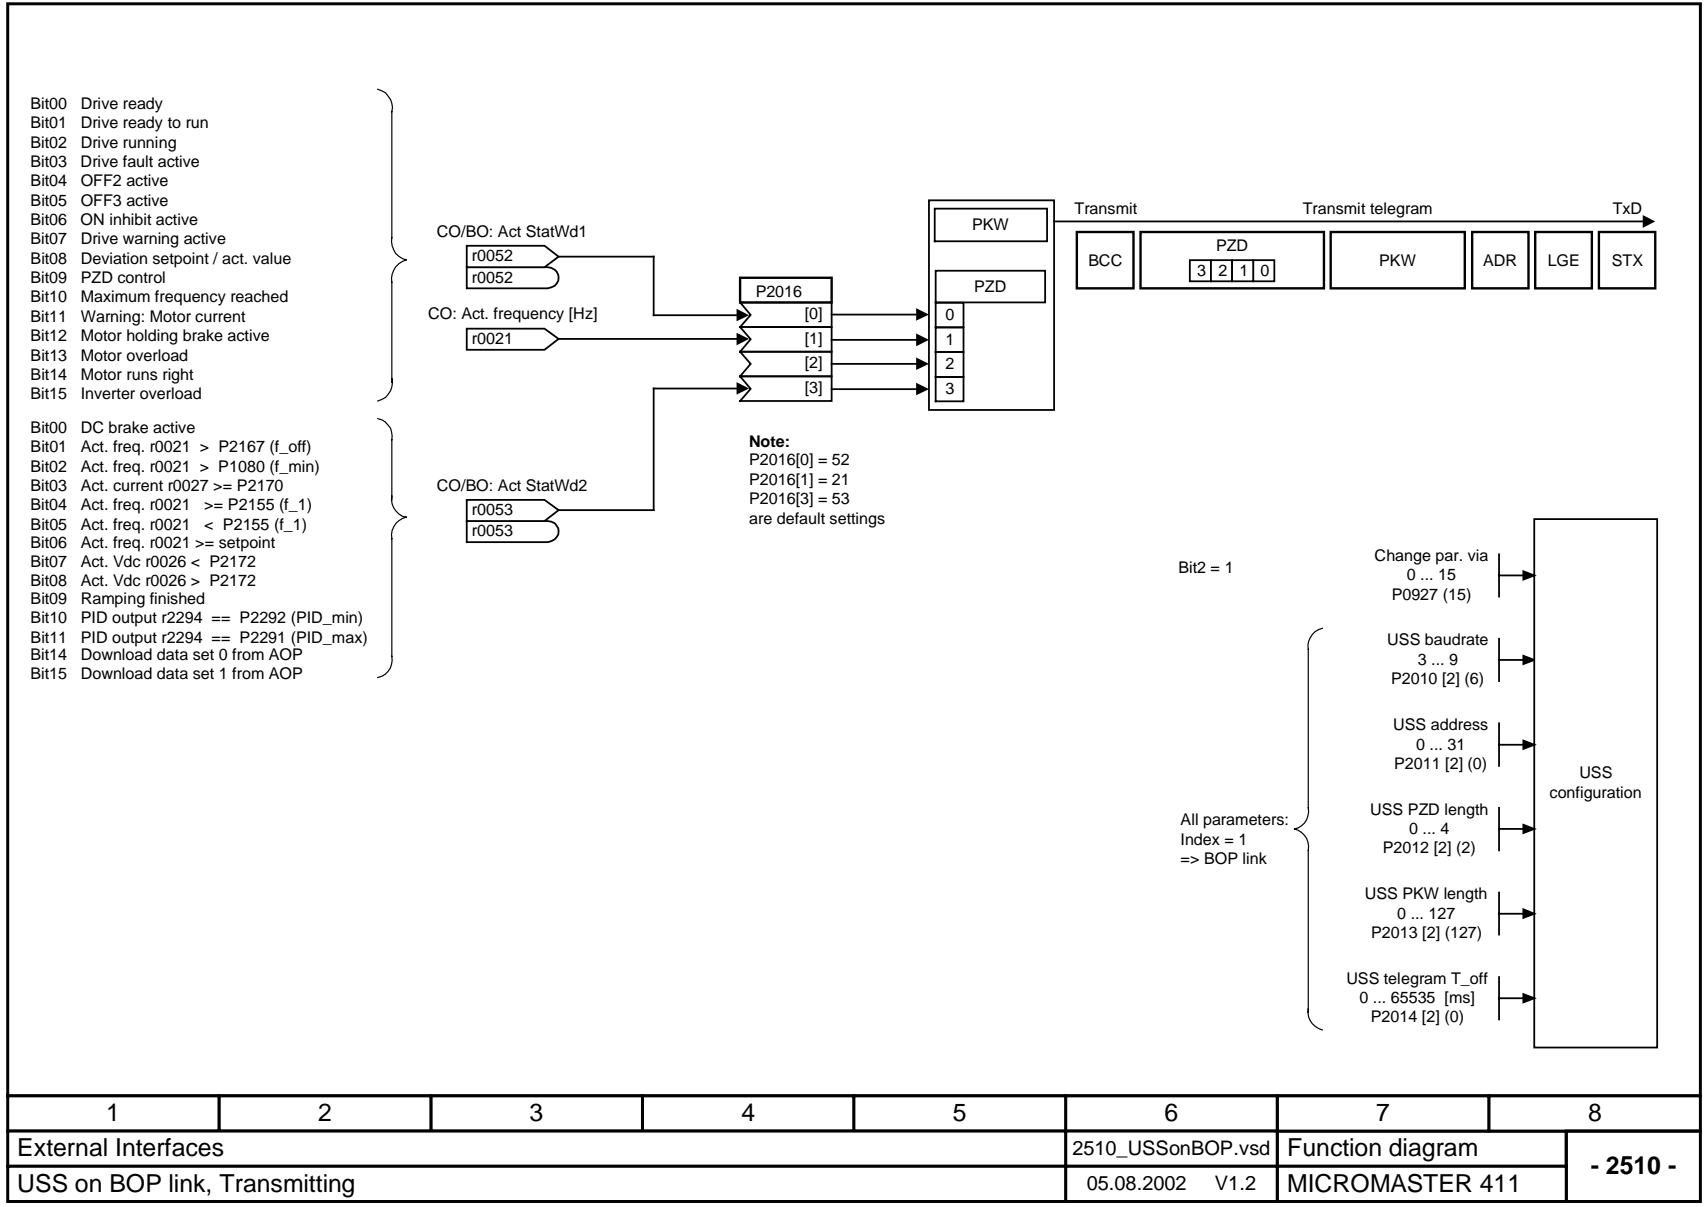 Bit00 Drive ready
Bit01 Drive ready to run
Bit02 Drive running
Bit03 Drive fault active
Bit04 OFF2 active
Bit05 OFF3 active
Bit06 ON inhibit active
Bit07 Drive warning active
Bit08 Deviation setpoint / act. value
Bit09 PZD control
Bit10 Maximum frequency reached
Bit11 Warning: Motor current
Bit12 Motor holding brake active
Bit13 Motor overload
Bit14 Motor runs right
Bit15 Inverter overload
Bit00 DC brake active
Bit01 Act. freq. r0021 > P2167 (f_off)
Bit02 Act. freq. r0021 > P1080 (f_min)
Bit03 Act. current r0027 >= P2170
Bit04 Act. freq. r0021 >= P2155 (f_1)
Bit05 Act. freq. r0021 < P2155 (f_1)
Bit06 Act. freq. r0021 >= setpoint
Bit07 Act. Vdc r0026 < P2172
Bit08 Act. Vdc r0026 > P2172
Bit09 Ramping finished
Bit10 PID output r2294 == P2292 (PID_min)
Bit11 PID output r2294 == P2291 (PID_max)
Bit14 Download data set 0 from AOP
Bit15 Download data set 1 from AOP
CO/BO: Act StatWd1
r0052
r0052
CO: Act. frequency [Hz]
r0021
CO/BO: Act StatWd2
r0053
r0053
P2016
[0]
[1]
[2]
[3]
Note:
P2016[0] = 52
P2016[1] = 21
P2016[3] = 53
are default settings
PKW
PZD
0
1
2
3
Transmit Transmit telegram TxD
BCC
PZD
3 2 1 0
PKW
ADR
LGE
STX
Bit2 = 1
Change par. via
0 ... 15
P0927 (15)
USS baudrate
3 ... 9
P2010 [2] (6)
USS address
0 ... 31
P2011 [2] (0)
All parameters:
Index = 1
=> BOP link
USS PZD length
0 ... 4
P2012 [2] (2)
USS PKW length
0 ... 127
P2013 [2] (127)
USS telegram T_off
0 ... 65535 [ms]
P2014 [2] (0)
USS
configuration
1 2 3 4 5 6 7 8
External Interfaces
2510_USSonBOP.vsd
Function diagram
- 2510 -
USS on BOP link, Transmitting
05.08.2002 V1.2
MICROMASTER 411